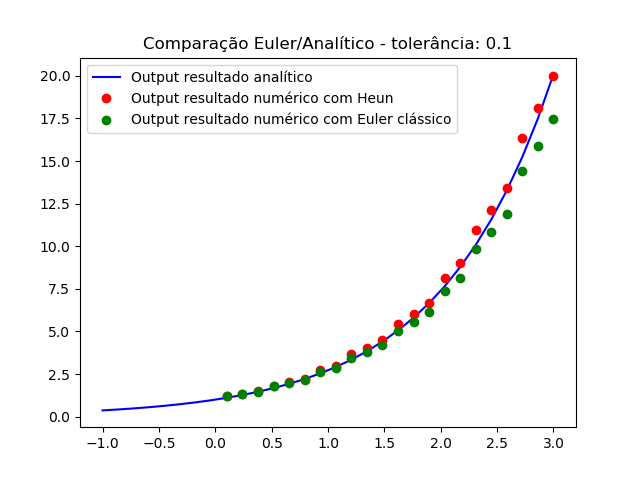 Comparação Euler/Analítico - tolerância: 0.1
Output resultado analítico
Output resultado numérico com Heun
Output resultado numérico com Euler clássico
20.0
17.5
15.0
12.5
10.0
7.5
5.0
2.5
0.0
−1.0 −0.5 0.0 0.5 1.0 1.5 2.0 2.5 3.0